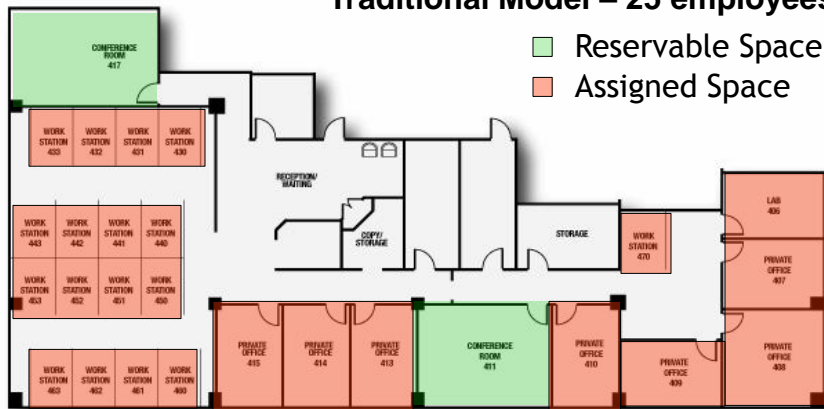 Traditional Model – 25 employees
Reservable Space
Assigned Space
CONFERENCE
ROOM
417
WORK
STATION
433
WORK
STATION
432
WORK
STATION
431
WORK
STATION
430
RECEPTION/
WAITING
WORK
STATION
443
WORK
STATION
442
WORK
STATION
441
WORK
STATION
440
COPY/
STORAGE
STORAGE
WORK
STATION
470
LAB
406
PRIVATE
OFFICE
407
WORK
STATION
453
WORK
STATION
452
WORK
STATION
451
WORK
STATION
450
PRIVATE
OFFICE
415
PRIVATE
OFFICE
414
PRIVATE
OFFICE
413
CONFERENCE
ROOM
411
PRIVATE
OFFICE
410
PRIVATE
OFFICE
409
PRIVATE
OFFICE
408
WORK
STATION
463
WORK
STATION
462
WORK
STATION
461
WORK
STATION
460